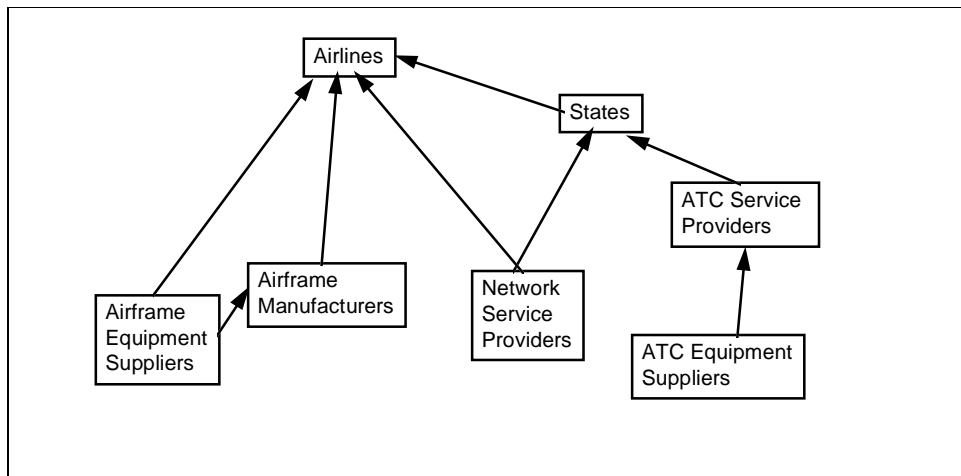 Airlines
States
ATC Service
Providers
Airframe
Manufacturers
Network
Service
Providers
Airframe
Equipment
Suppliers
ATC Equipment
Suppliers